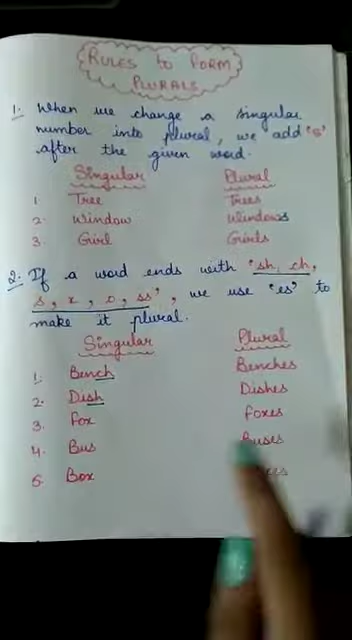 RULES to FORM
PLURALS
1. When we change a singular
number into plural, we add 's'
after the given word.
Singular Plural
1 Tree Trees
2. Window Windows
3. Girl Girls
2. If a word ends with 'sh, ch,
s, x, o, ss', we use 'es' to
make it plural.
Singular Plural
1. Bench Benches
2. Dish Dishes
3. Fox Foxes
4. Bus Buses
5. Box